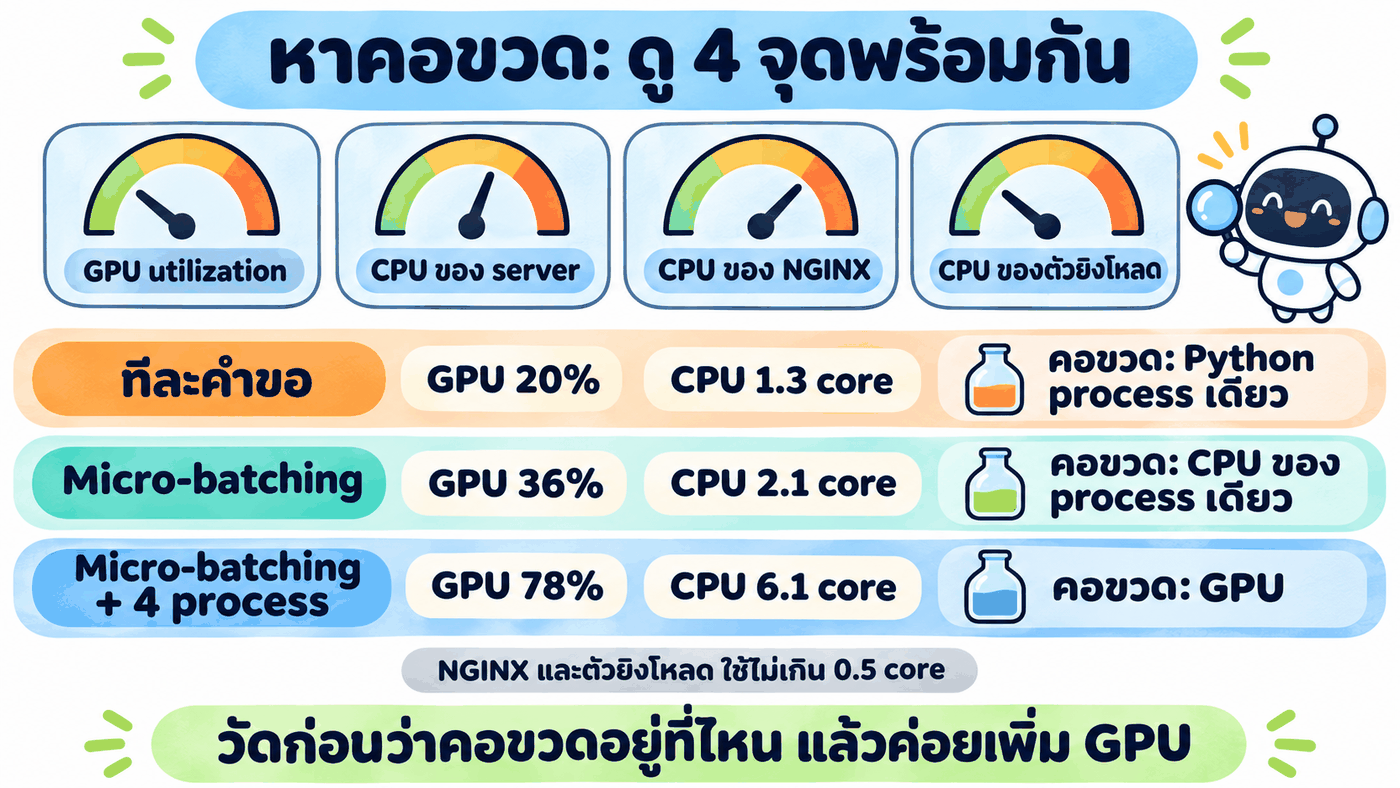 หาคอขวด: ดู 4 จุดพร้อมกัน
GPU utilization
CPU ของ server
CPU ของ NGINX
CPU ของตัวยิงโหลด
ทีละคำขอ
GPU 20%
CPU 1.3 core
คอขวด: Python
process เดียว
Micro-batching
GPU 36%
CPU 2.1 core
คอขวด: CPU ของ
process เดียว
Micro-batching
+ 4 process
GPU 78%
CPU 6.1 core
คอขวด: GPU
NGINX และตัวยิงโหลด ใช้ไม่เกิน 0.5 core
วัดก่อนว่าคอขวดอยู่ที่ไหน แล้วค่อยเพิ่ม GPU